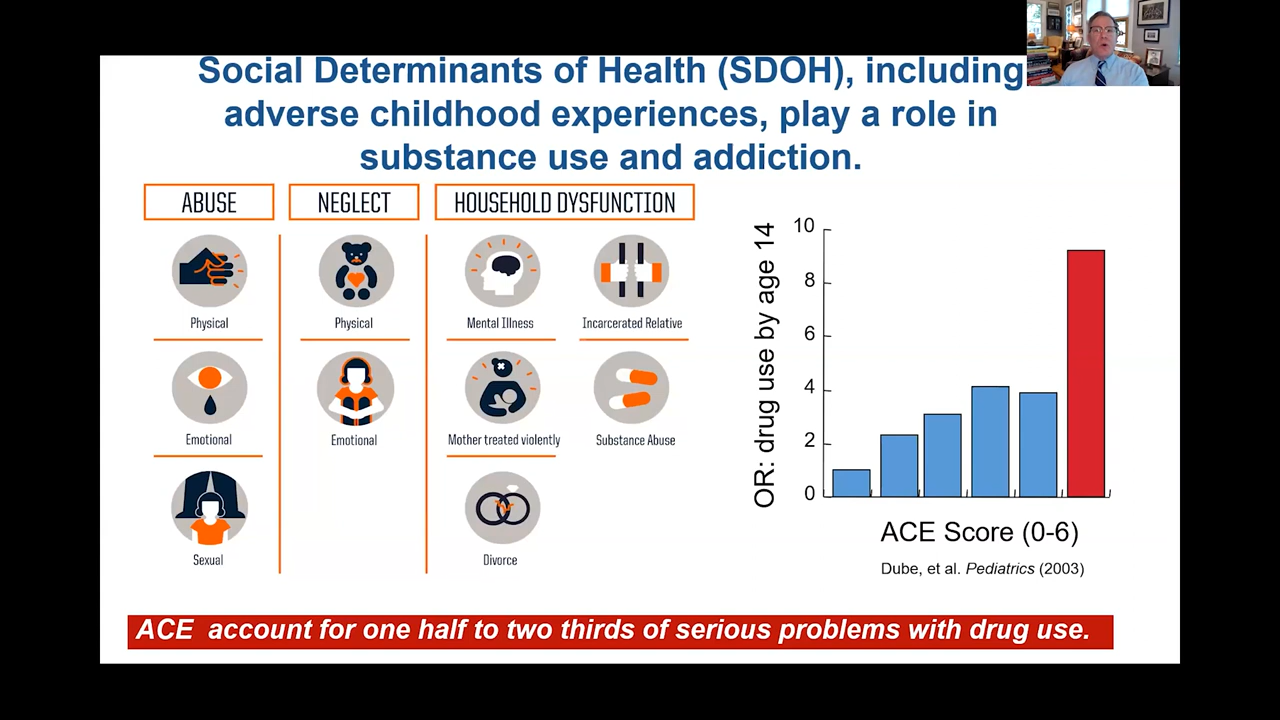 Social Determinants of Health (SDOH), including
adverse childhood experiences, play a role in
substance use and addiction.
ABUSE
NEGLECT
HOUSEHOLD DYSFUNCTION
Physical
Physical
Mental Illness
Incarcerated Relative
Emotional
Emotional
Mother treated violently
Substance Abuse
Sexual
Divorce
OR: drug use by age 14
10
8
6
4
2
0
ACE Score (0-6)
Dube, et al. Pediatrics (2003)
ACE account for one half to two thirds of serious problems with drug use.